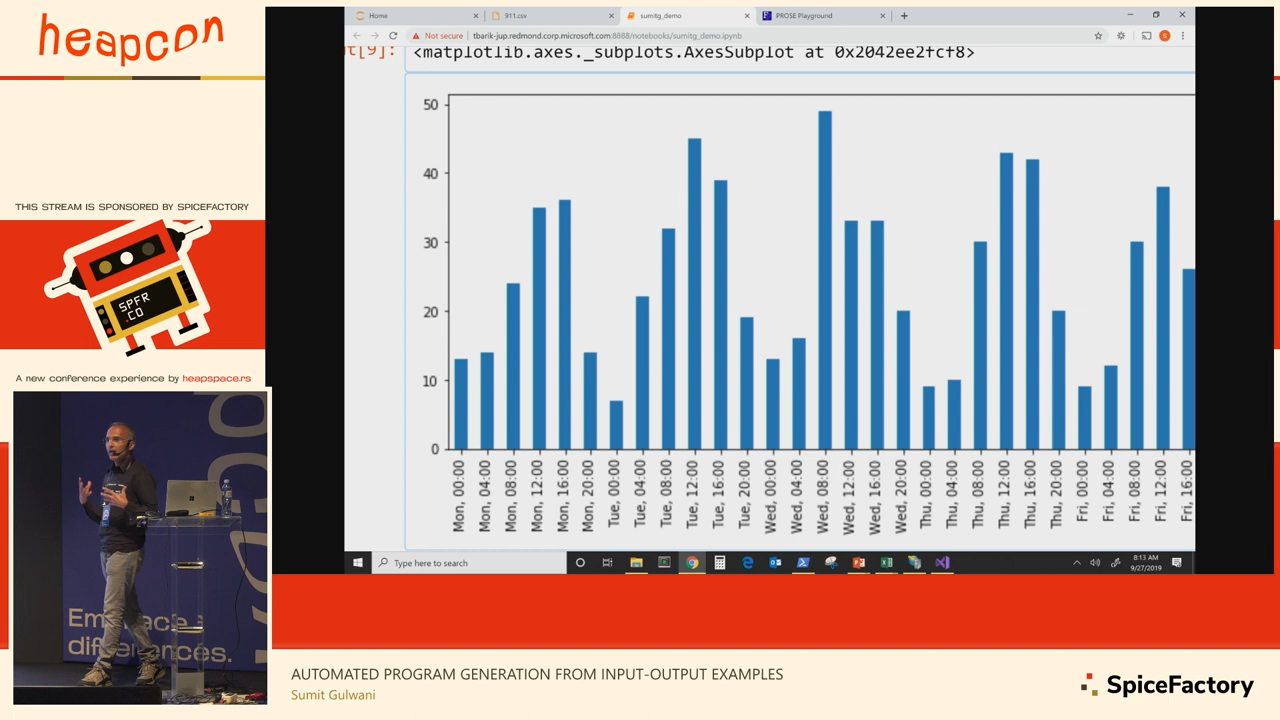 heapcon
THIS STREAM IS SPONSORED BY SPICEFACTORY
SPFR
.CO
A new conference experience by heapspace.rs
Embrace
differences.
Home
911.csv
sumitg_demo
PROSE Playground
Not secure
tbarik-jup.redmond.corp.microsoft.com:8888/notebooks/sumitg_demo.ipynb
t[9]:
<matplotlib.axes._subplots.AxesSubplot at 0x2042ee2fcf8>
50
40
30
20
10
0
Mon, 00:00
Mon, 04:00
Mon, 08:00
Mon, 12:00
Mon, 16:00
Mon, 20:00
Tue, 00:00
Tue, 04:00
Tue, 08:00
Tue, 12:00
Tue, 16:00
Tue, 20:00
Wed, 00:00
Wed, 04:00
Wed, 08:00
Wed, 12:00
Wed, 16:00
Wed, 20:00
Thu, 00:00
Thu, 04:00
Thu, 08:00
Thu, 12:00
Thu, 16:00
Thu, 20:00
Fri, 00:00
Fri, 04:00
Fri, 08:00
Fri, 12:00
Fri, 16:00
Type here to search
8:13 AM
9/27/2019
AUTOMATED PROGRAM GENERATION FROM INPUT-OUTPUT EXAMPLES
Sumit Gulwani
SpiceFactory